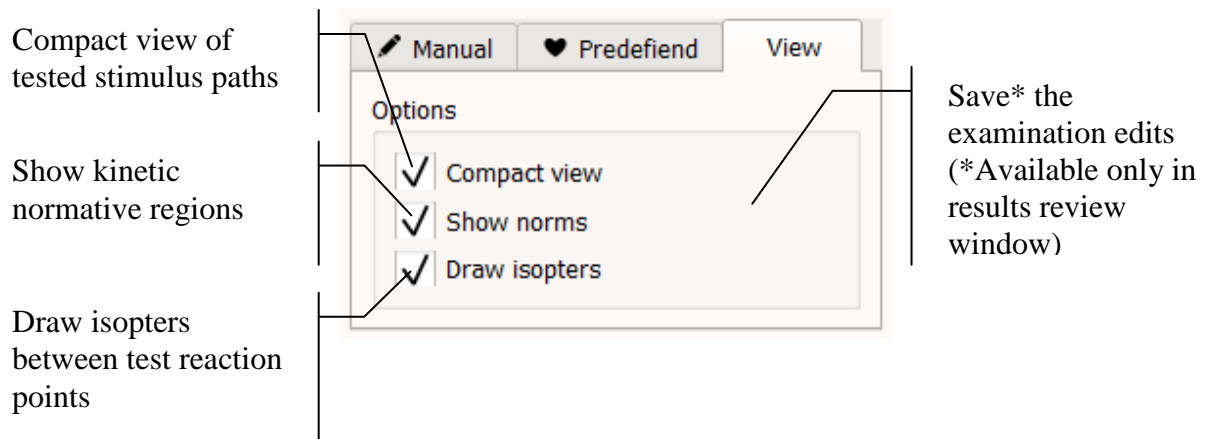 Compact view of
tested stimulus paths
Show kinetic
normative regions
Draw isopters
between test reaction
points
Manual
Predefiend
View
Options
Compact view
Show norms
Draw isopters
Save* the
examination edits
(*Available only in
results review
window)